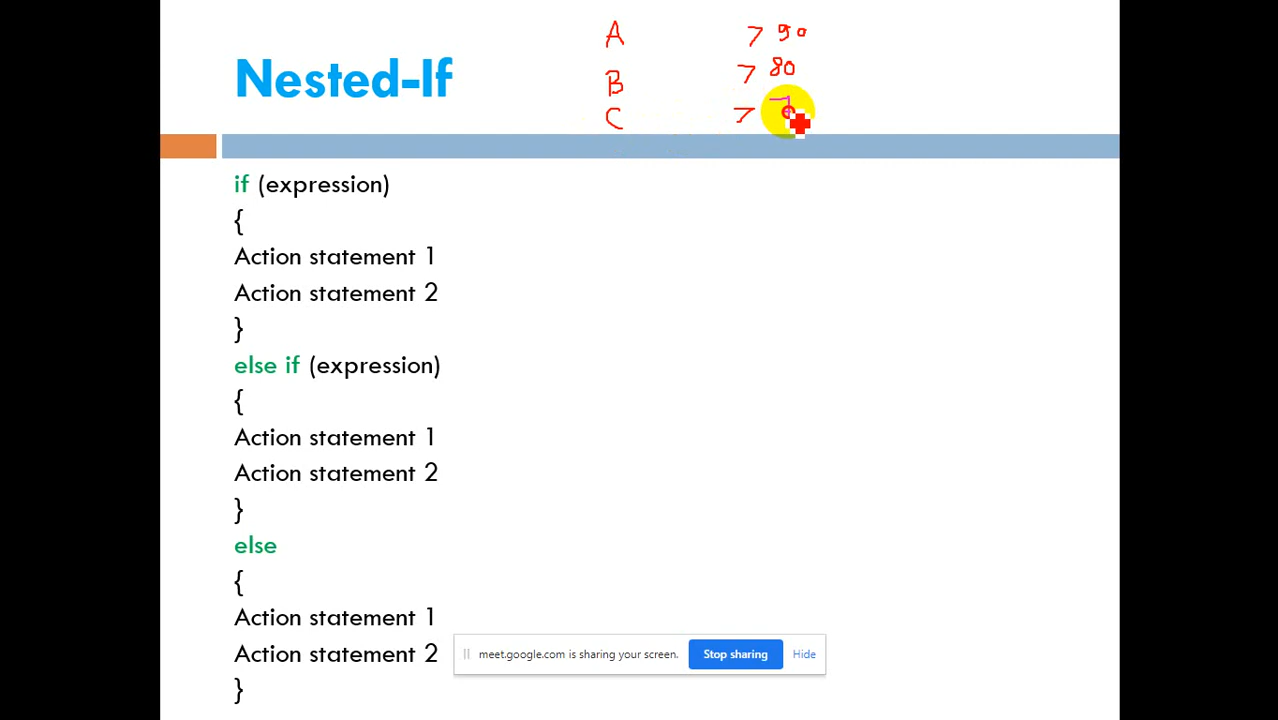 A 7 90
B 7 80
C 7
Nested-If
if (expression)
{
Action statement 1
Action statement 2
}
else if (expression)
{
Action statement 1
Action statement 2
}
else
{
Action statement 1
Action statement 2
}
meet.google.com is sharing your screen. Stop sharing Hide